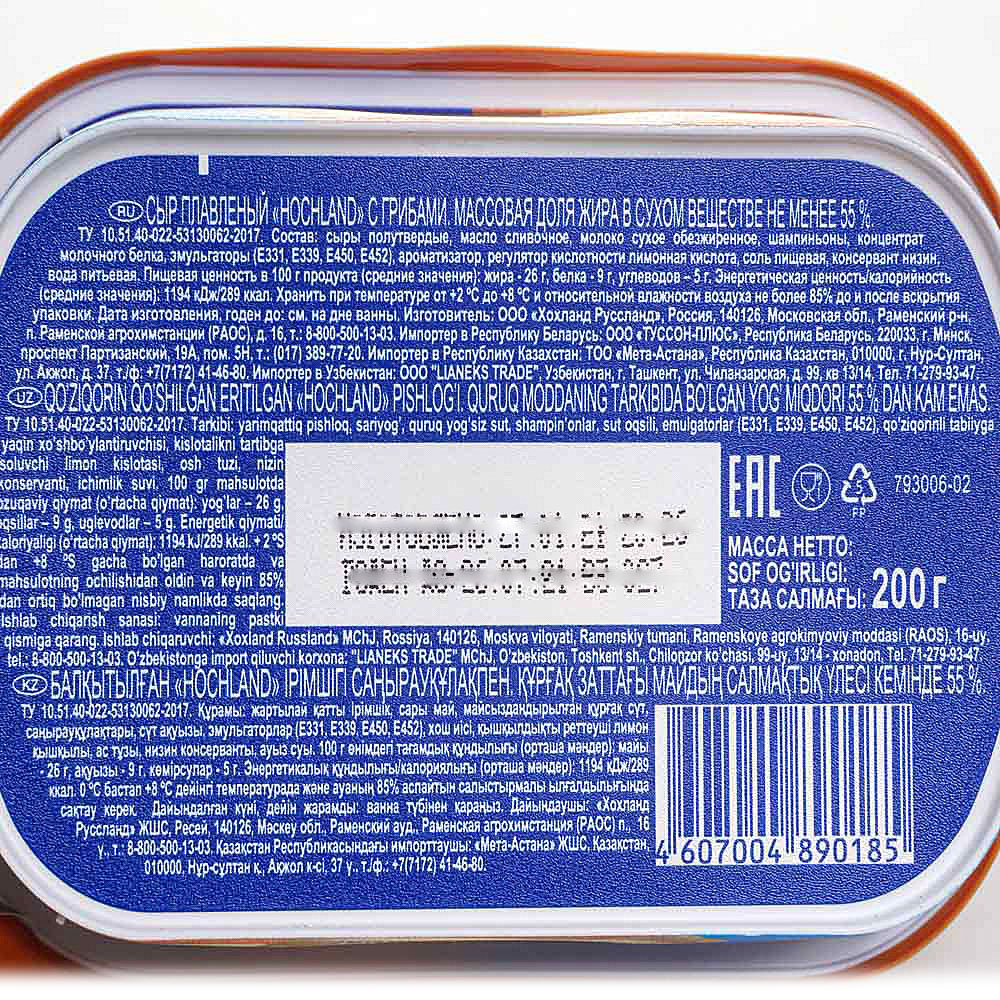 RU СЫР ПЛАВЛЕНЫЙ «HOCHLAND» С ГРИБАМИ. МАССОВАЯ ДОЛЯ ЖИРА В СУХОМ ВЕЩЕСТВЕ НЕ МЕНЕЕ 55 %.
ТУ 10.51.40-022-53130062-2017. Состав: сыры полутвердые, масло сливочное, молоко сухое обезжиренное, шампиньоны, концентрат
молочного белка, эмульгаторы (Е331, Е339, Е450, Е452), ароматизатор, регулятор кислотности лимонная кислота, соль пищевая, консервант низин,
вода питьевая. Пищевая ценность в 100 г продукта (средние значения): жира - 26 г, белка - 9 г, углеводов – 5 г. Энергетическая ценность/калорийность
(средние значения): 1194 кДж/289 ккал. Хранить при температуре от +2 °С до +8 °С и относительной влажности воздуха не более 85% до и после вскрытия
упаковки. Дата изготовления, годен до: см. на дне ванны. Изготовитель: ООО «Хохланд Руссланд», Россия, 140126, Московская обл., Раменский р-н,
п. Раменской агрохимстанции (РАОС), д. 16, т.: 8-800-500-13-03. Импортер в Республику Беларусь: ООО «ТУССОН-ПЛЮС», Республика Беларусь, 220033, г. Минск,
проспект Партизанский, 19А, пом. 5Н, т.: (017) 389-77-20. Импортер в Республику Казахстан: ТОО «Мета-Астана», Республика Казахстан, 010000, г. Нур-Султан,
ул. Акжол, д. 37, т./ф: +7(7172) 41-46-80. Импортер в Узбекистан: ООО "LIANEKS TRADE", Узбекистан, г. Ташкент, ул. Чиланзарская, д. 99, кв 13/14, Тел. 71-279-93-47.
UZ QO'ZIQORIN QO'SHILGAN ERITILGAN «HOCHLAND» PISHLOG'I. QURUQ MODDANING TARKIBIDA BO'LGAN YOG' MIQDORI 55 % DAN KAM EMAS.
ТУ 10.51.40-022-53130062-2017. Tarkibi: yarimqattiq pishloq, sariyog', quruq yog'siz sut, shampin'onlar, sut oqsili, emulgatorlar (E331, E339, E450, E452), qo'ziqorinli tabiiyga
yaqin xo'shbo'ylantiruvchisi, kislotalikni tartibga
soluvchi limon kislotasi, osh tuzi, nizin
konservanti, ichimlik suvi. 100 gr mahsulotda
ozuqaviy qiymat (o'rtacha qiymat): yog'lar – 26 g,
oqsillar – 9 g, uglevodlar – 5 g. Energetik qiymati/
kaloriyaligi (o'rtacha qiymat): 1194 kJ/289 kkal. + 2 °S
dan +8 °S gacha bo'lgan haroratda va
mahsulotning ochilishidan oldin va keyin 85%
dan ortiq bo'lmagan nisbiy namlikda saqlang.
Ishlab chiqarish sanasi: vannaning pastki
qismiga qarang. Ishlab chiqaruvchi: «Xoxland Russland» MChJ, Rossiya, 140126, Moskva viloyati, Ramenskiy tumani, Ramenskoye agrokimyoviy moddasi (RAOS), 16-uy,
tel.: 8-800-500-13-03. O'zbekistonga import qiluvchi korxona: "LIANEKS TRADE" MChJ, O'zbekiston, Toshkent sh., Chilonzor ko'chasi, 99-uy, 13/14 - xonadon, Tel. 71-279-93-47.
EAC
5
PP
793006-02
МАССА НЕТТО:
SOF OG'IRLIGI:
ТАЗА САЛМАҒЫ: 200 г
KZ БАЛҚЫТЫЛҒАН «HOCHLAND» ІРІМШІГІ САҢЫРАУҚҰЛАҚПЕН. ҚҰРҒАҚ ЗАТТАҒЫ МАЙДЫҢ САЛМАҚТЫҚ ҮЛЕСІ КЕМІНДЕ 55 %.
ТУ 10.51.40-022-53130062-2017. Құрамы: жартылай қатты ірімшік, сары май, майсыздандырылған құрғақ сүт,
саңырауқұлақтары, сүт ақуызы, эмульгаторлар (Е331, Е339, Е450, Е452), хош иісі, қышқылдықты реттеуші лимон
қышқылы, ас тұзы, низин консерванты, ауыз суы. 100 г өнімдегі тағамдық құндылығы (орташа мәндер): майы
- 26 г, ақуызы - 9 г, көмірсулар - 5 г. Энергетикалық құндылығы/калориялығы (орташа мәндер): 1194 кДж/289
ккал. 0 °С бастап +8 °С дейінгі температурада және ауаның 85% аспайтын салыстырмалы ылғалдылығында
сақтау керек. Дайындалған күні, дейін жарамды: ванна түбінен қараңыз. Дайындаушы: «Хохланд
Руссланд» ЖШС, Ресей, 140126, Мәскеу обл., Раменский ауд., Раменская агрохимстанция (РАОС) п., 16
ү., т.: 8-800-500-13-03. Қазақстан Республикасындағы импорттаушы: «Мета-Астана» ЖШС, Қазақстан,
010000, Нұр-сұлтан қ., Ақжол к-сі, 37 ү., т./ф.: +7(7172) 41-46-80.
4 607004 890185